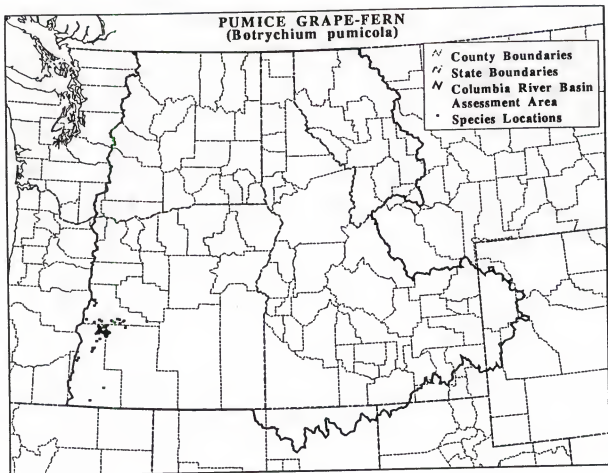 PUMICE GRAPE-FERN
(Botrychium pumicola)
County Boundaries
State Boundaries
Columbia River Basin
Assessment Area
Species Locations